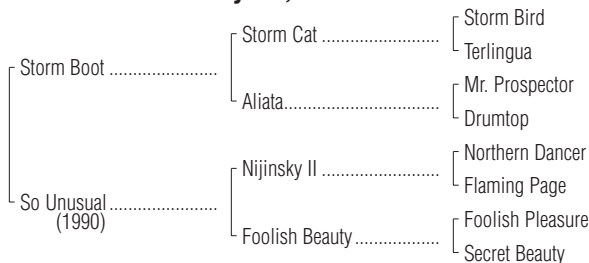 Storm Bird
Storm Cat ........................
Terlingua
Storm Boot ......................
Mr. Prospector
Aliata................................
Drumtop
Northern Dancer
Nijinsky II ........................
Flaming Page
So Unusual ......................
(1990)
Foolish Pleasure
Foolish Beauty .................
Secret Beauty